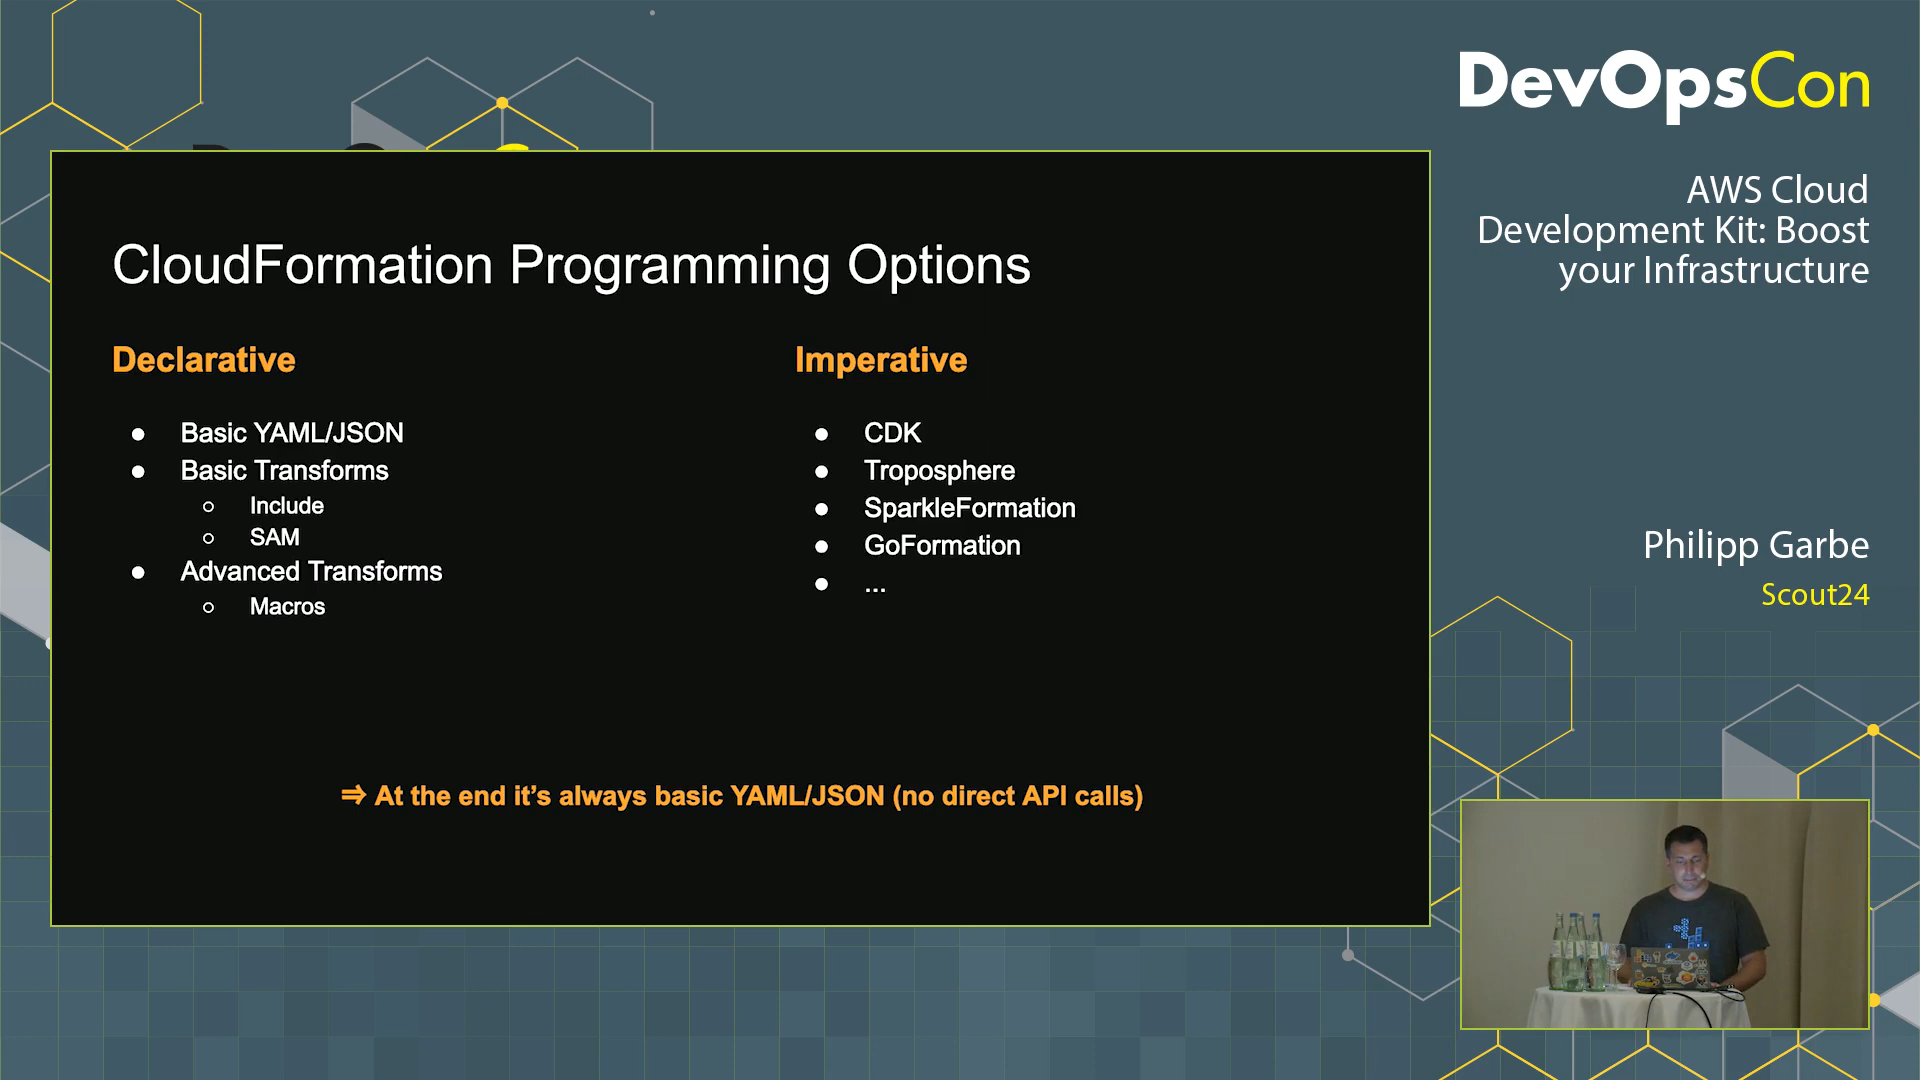 DevOpsCon
AWS Cloud
Development Kit: Boost
your Infrastructure
CloudFormation Programming Options
Declarative
● Basic YAML/JSON
● Basic Transforms
○ Include
○ SAM
● Advanced Transforms
○ Macros
Imperative
● CDK
● Troposphere
● SparkleFormation
● GoFormation
● ...
⇒ At the end it's always basic YAML/JSON (no direct API calls)
Philipp Garbe
Scout24